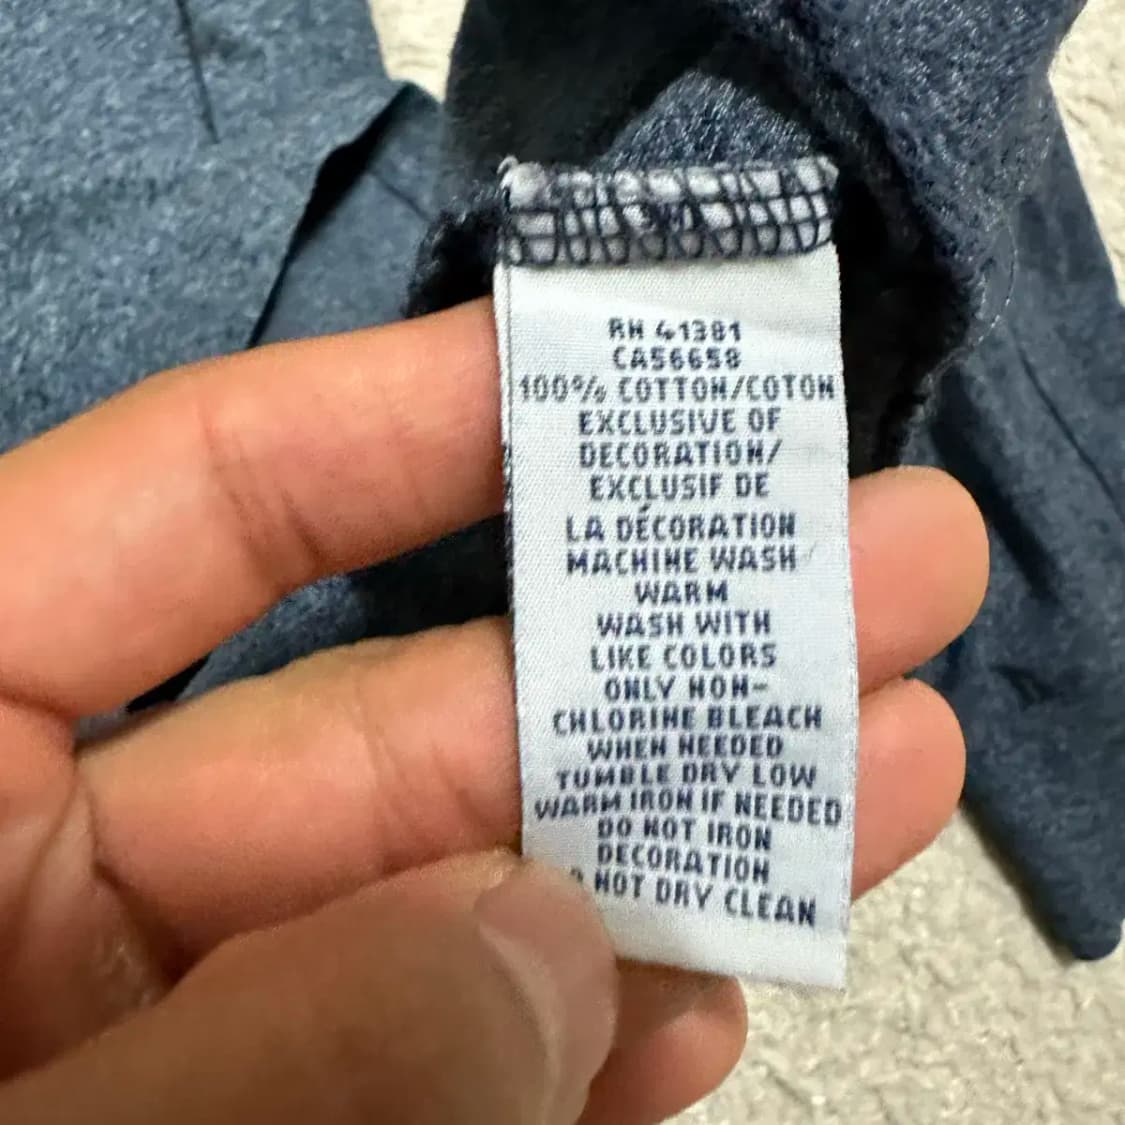 RN 41381
CA56658
100% COTTON/COTON
EXCLUSIVE OF
DECORATION/
EXCLUSIF DE
LA DÉCORATION
MACHINE WASH
WARM
WASH WITH
LIKE COLORS
ONLY NON-
CHLORINE BLEACH
WHEN NEEDED
TUMBLE DRY LOW
WARM IRON IF NEEDED
DO NOT IRON
DECORATION
NOT DRY CLEAN